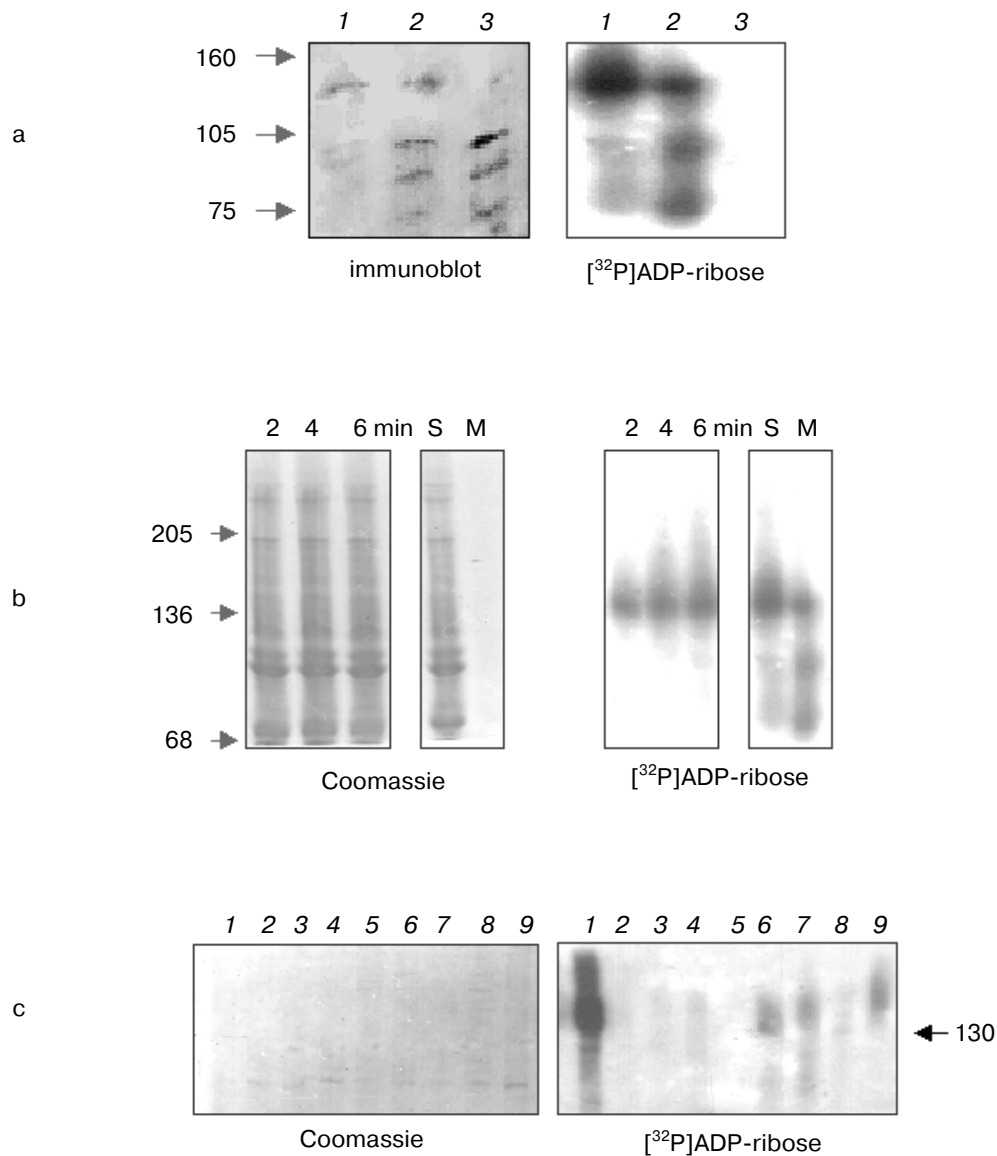 1 2 3 1 2 3
160
a
105
75
immunoblot [³²P]ADP-ribose
2 4 6 min S M 2 4 6 min S M
205
b
136
68
Coomassie [³²P]ADP-ribose
1 2 3 4 5 6 7 8 9 1 2 3 4 5 6 7 8 9
c
130
Coomassie [³²P]ADP-ribose